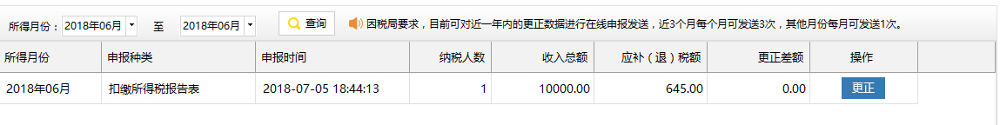 所得月份：2018年06月 至 2018年06月 查询 因税局要求，目前可对近一年内的更正数据进行在线申报发送，近3个月每个月可发送3次，其他月份每月可发送1次。
所得月份 申报种类 申报时间 纳税人数 收入总额 应补（退）税额 更正差额 操作
2018年06月 扣缴所得税报告表 2018-07-05 18:44:13 1 10000.00 645.00 0.00 更正